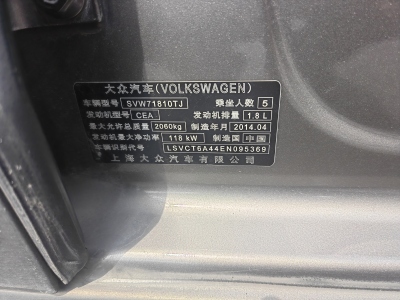 大众汽车(VOLKSWAGEN)
车辆型号 SVW71810TJ 乘坐人数 5
发动机型号 CEA 发动机排量 1.8 L
最大允许总质量 2060kg 制造年月 2014.04
发动机最大净功率 118 kW 制造国 中国
车辆识别代号 LSVCT6A44EN095369
上海大众汽车有限公司